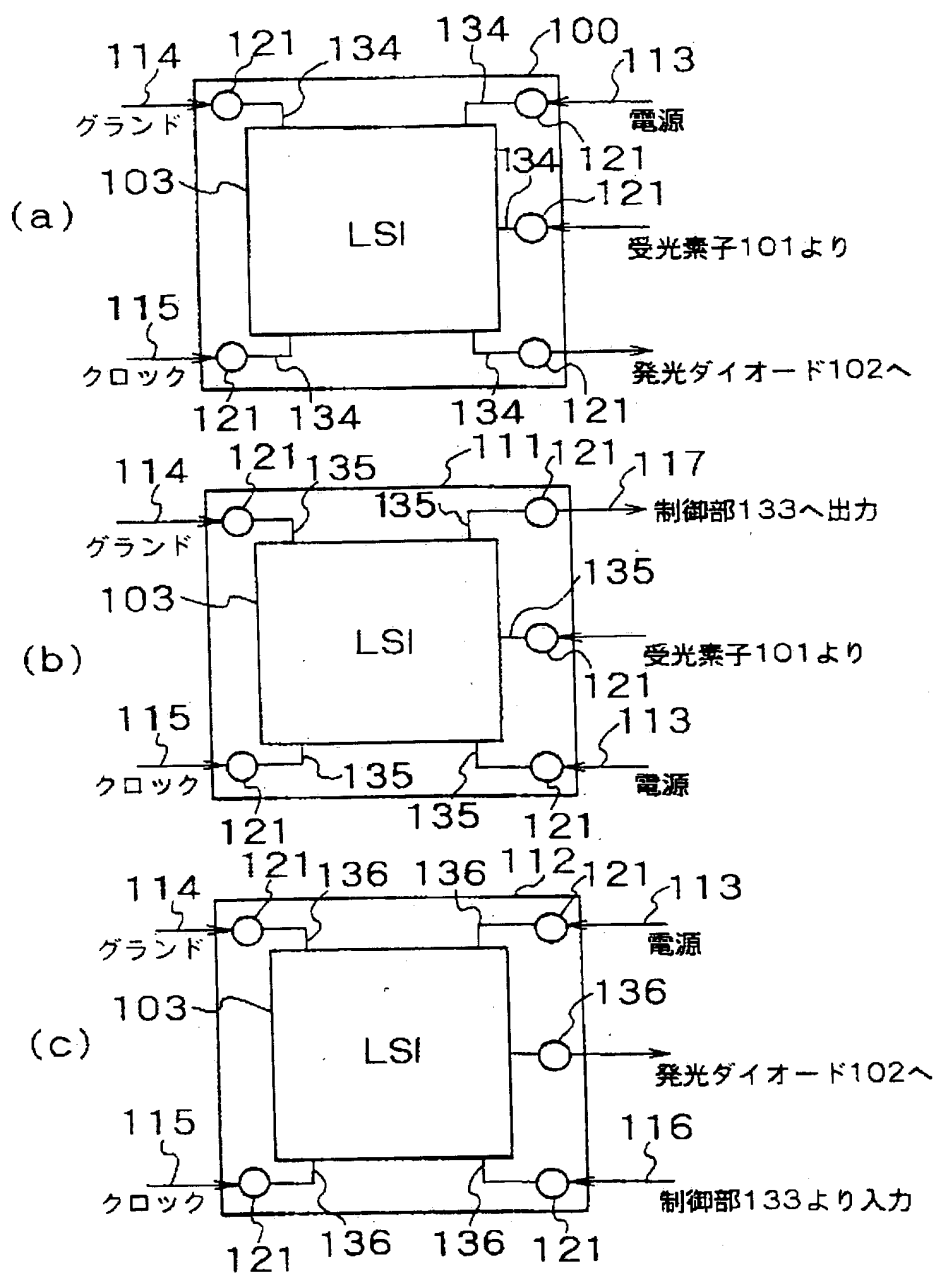 121 134 134 100 113
114
グランド 電源
134 121
103 121
(a) LSI
受光素子101より
115
クロック 発光ダイオード102へ
121 134 134 121
121 135 111 121 117
114 135 制御部133へ出力
グランド
103 135
(b) LSI
受光素子101より
121
115 113
クロック 135 135 電源
121 121
121 136 136 112 121 113
114
グランド 電源
103 136
(c) LSI
発光ダイオード102へ
115 116
クロック 制御部133より入力
121 136 136 121